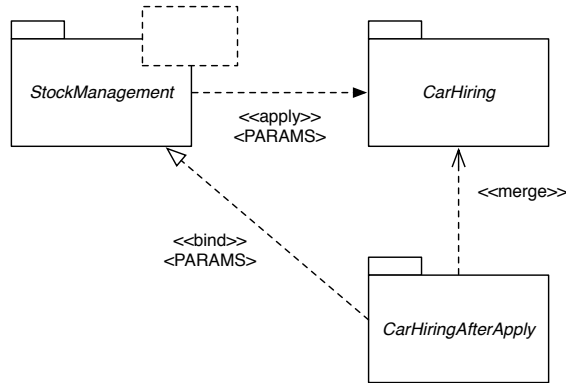 StockManagement
CarHiring
<<apply>>
<PARAMS>
<<merge>>
<<bind>>
<PARAMS>
CarHiringAfterApply